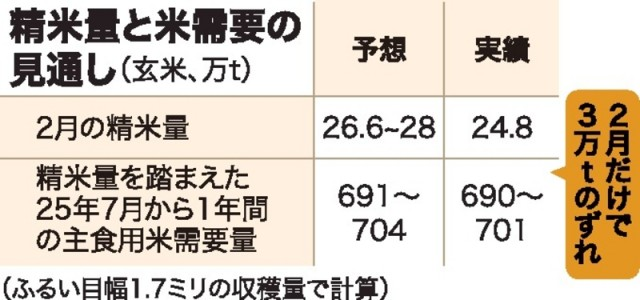 精米量と米需要の
見通し(玄米、万t)
予想
実績
2月の精米量
26.6~28
24.8
精米量を踏まえた
25年7月から1年間
の主食用米需要量
691〜
704
690〜
701
2月だけで
3万tのずれ
(ふるい目幅1.7ミリの収穫量で計算)